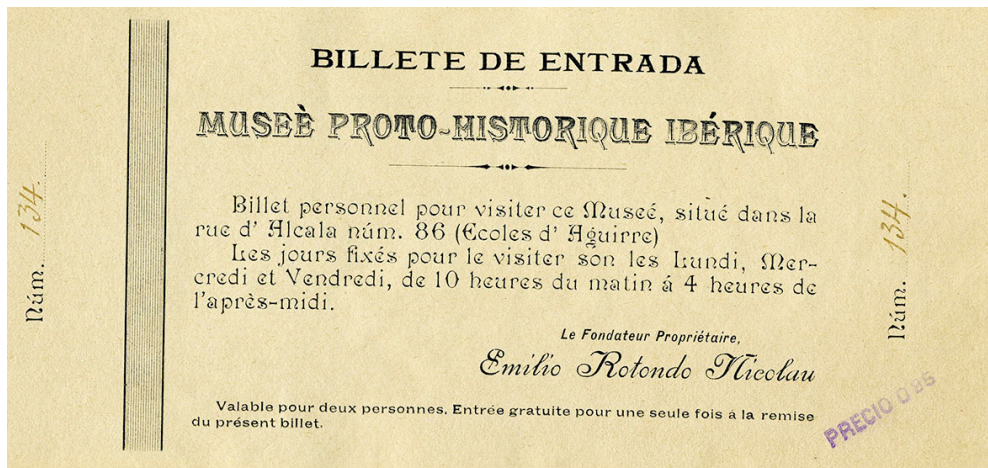 BILLETE DE ENTRADA
MUSEÈ PROTO-HISTORIQUE IBÉRIQUE
Billet personnel pour visiter ce Museé, situé dans la
rue d' Alcala núm. 86 (Ecoles d' Aguirre)
Les jours fixés pour le visiter son les Lundi, Mer-
credi et Vendredi, de 10 heures du matin á 4 heures de
l'après-midi.
Le Fondateur Propriétaire,
Emilio Rotondo Nicolau
Valable pour deux personnes. Entrée gratuite pour une seule fois á la remise
du présent billet.
Núm. 134.
Núm. 134.
PRECIO 0 25